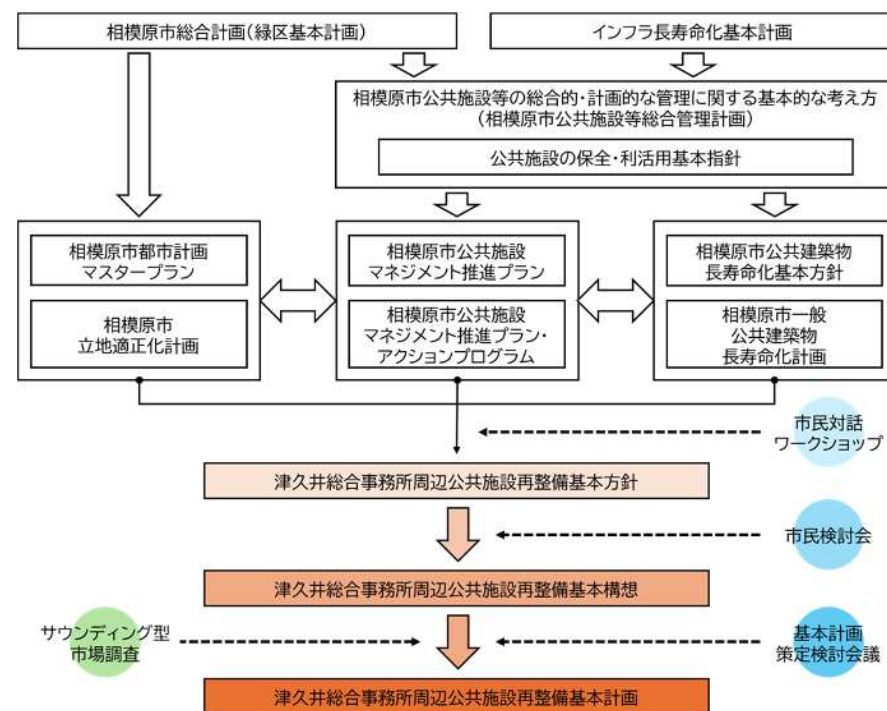 相模原市総合計画(緑区基本計画)
インフラ長寿命化基本計画
相模原市公共施設等の総合的・計画的な管理に関する基本的な考え方
(相模原市公共施設等総合管理計画)
公共施設の保全・利活用基本指針
相模原市都市計画
マスタープラン
相模原市
立地適正化計画
相模原市公共施設
マネジメント推進プラン
相模原市公共施設
マネジメント推進プラン・
アクションプログラム
相模原市公共建築物
長寿命化基本方針
相模原市一般
公共建築物
長寿命化計画
市民対話
ワークショップ
津久井総合事務所周辺公共施設再整備基本方針
市民検討会
津久井総合事務所周辺公共施設再整備基本構想
サウンディング型
市場調査
基本計画
策定検討会議
津久井総合事務所周辺公共施設再整備基本計画